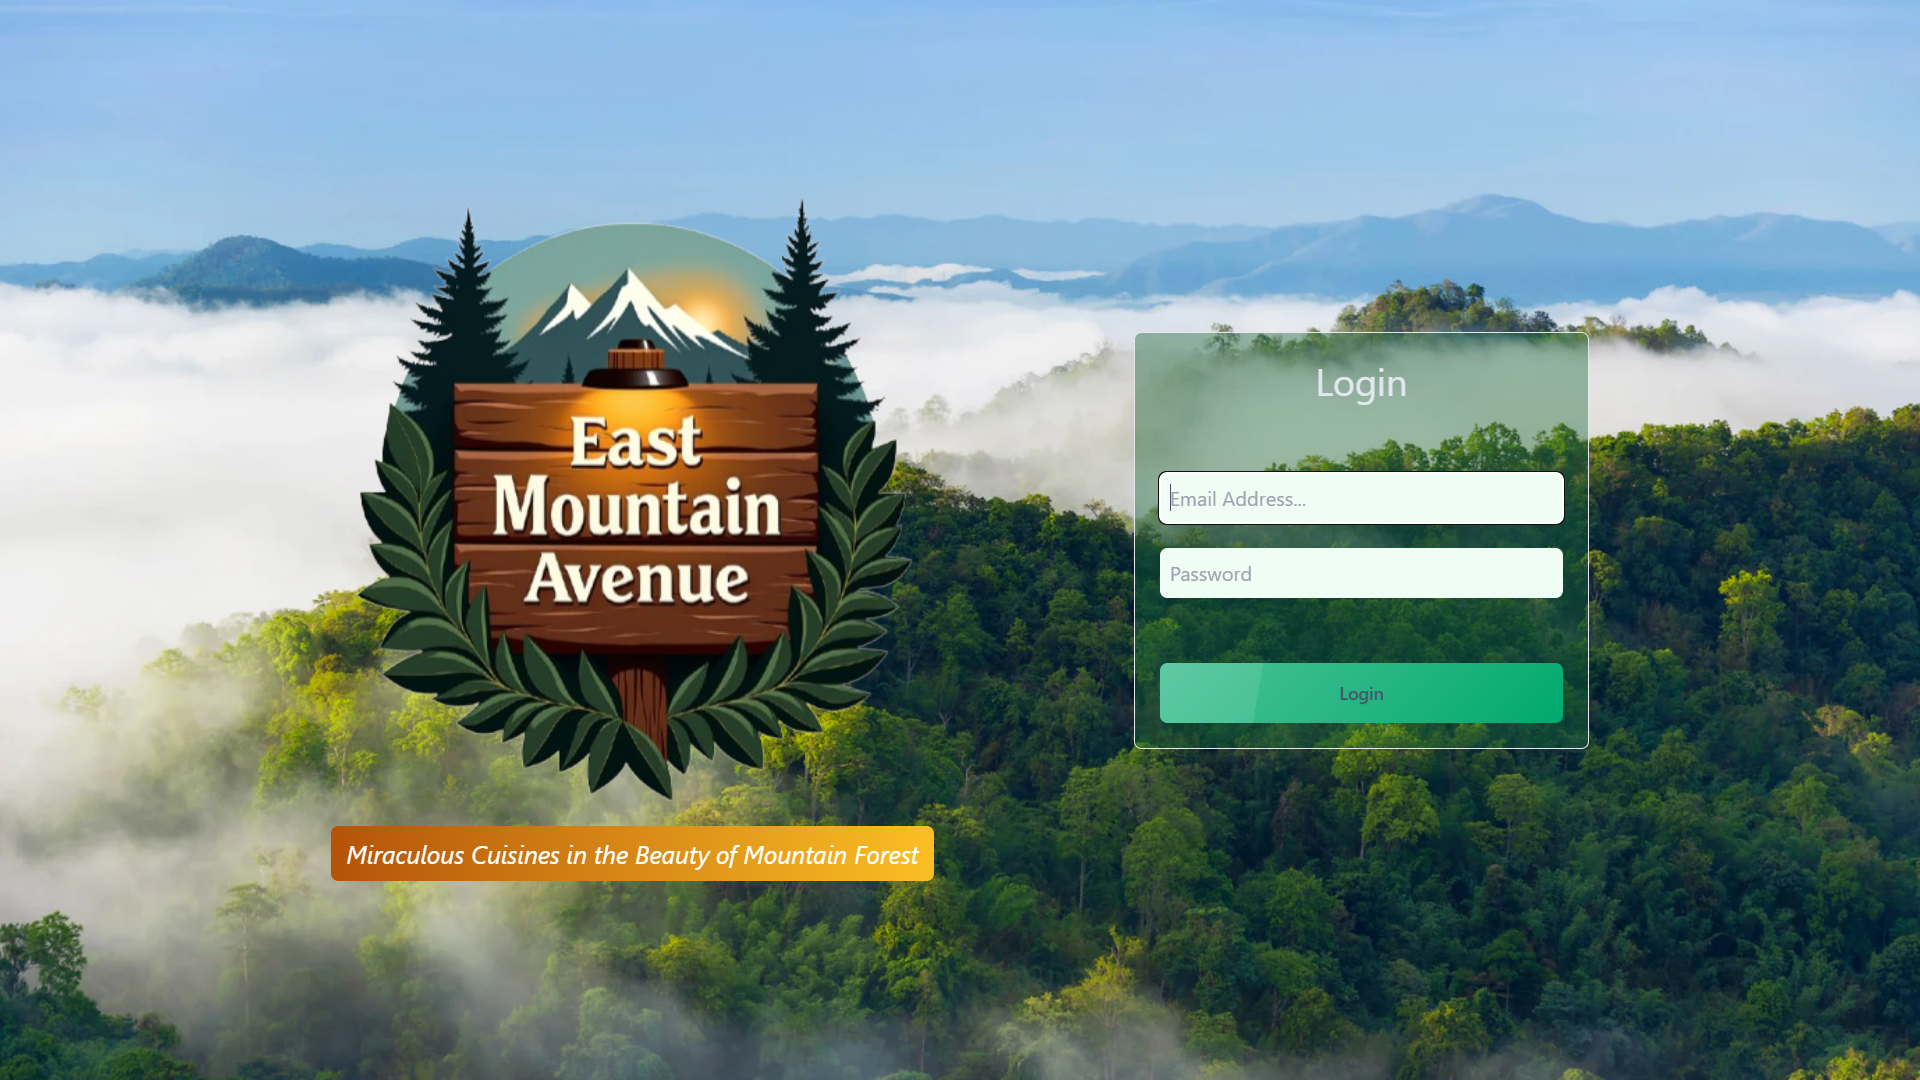 East
Mountain
Avenue
Miraculous Cuisines in the Beauty of Mountain Forest
Login
Email Address...
Password
Login